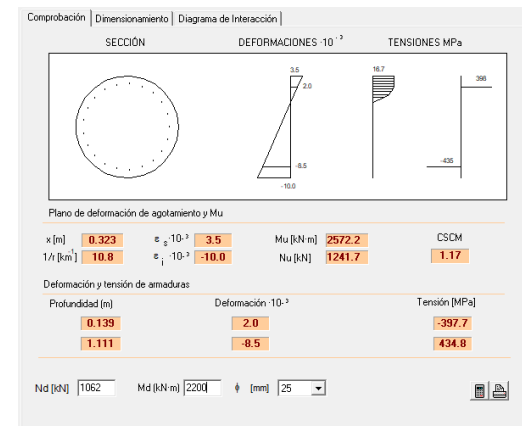 Comprobación Dimensionamiento Diagrama de Interacción
SECCIÓN DEFORMACIONES ·10 -3 TENSIONES MPa
3.5 16.7
2.0 398
-8.5 -435
-10.0
Plano de deformación de agotamiento y Mu
x [m] 0.323 ε s ·10-3 3.5 Mu [kN·m] 2572.2 CSCM
1/r [km-1] 10.8 ε i ·10-3 -10.0 Nu [kN] 1241.7 1.17
Deformación y tensión de armaduras
Profundidad (m) Deformación ·10-3 Tensión [MPa]
0.139 2.0 -397.7
1.111 -8.5 434.8
Nd [kN] 1062 Md (kN·m) 2200 ϕ [mm] 25